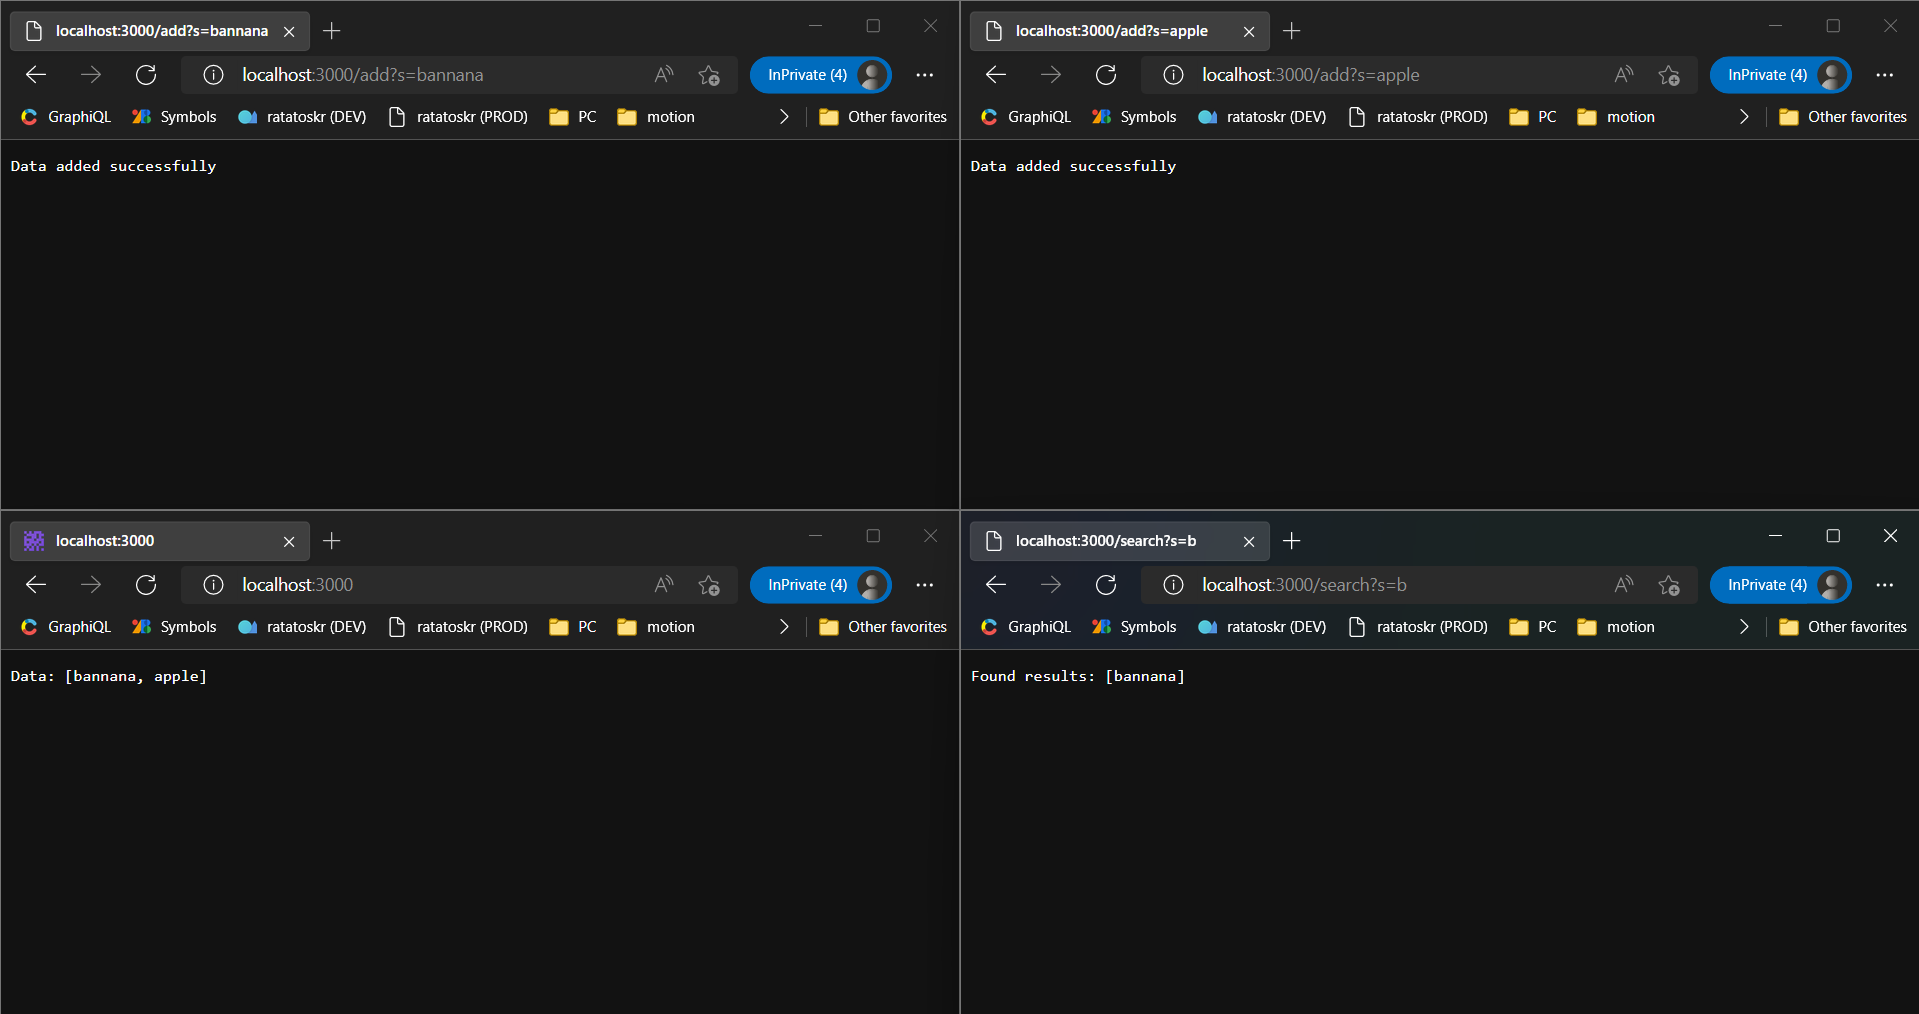 localhost:3000/add?s=bannana
localhost:3000/add?s=bannana
InPrivate (4)
GraphiQL Symbols ratatoskr (DEV) ratatoskr (PROD) PC motion Other favorites
Data added successfully
localhost:3000/add?s=apple
localhost:3000/add?s=apple
InPrivate (4)
GraphiQL Symbols ratatoskr (DEV) ratatoskr (PROD) PC motion Other favorites
Data added successfully
localhost:3000
localhost:3000
InPrivate (4)
GraphiQL Symbols ratatoskr (DEV) ratatoskr (PROD) PC motion Other favorites
Data: [bannana, apple]
localhost:3000/search?s=b
localhost:3000/search?s=b
InPrivate (4)
GraphiQL Symbols ratatoskr (DEV) ratatoskr (PROD) PC motion Other favorites
Found results: [bannana]